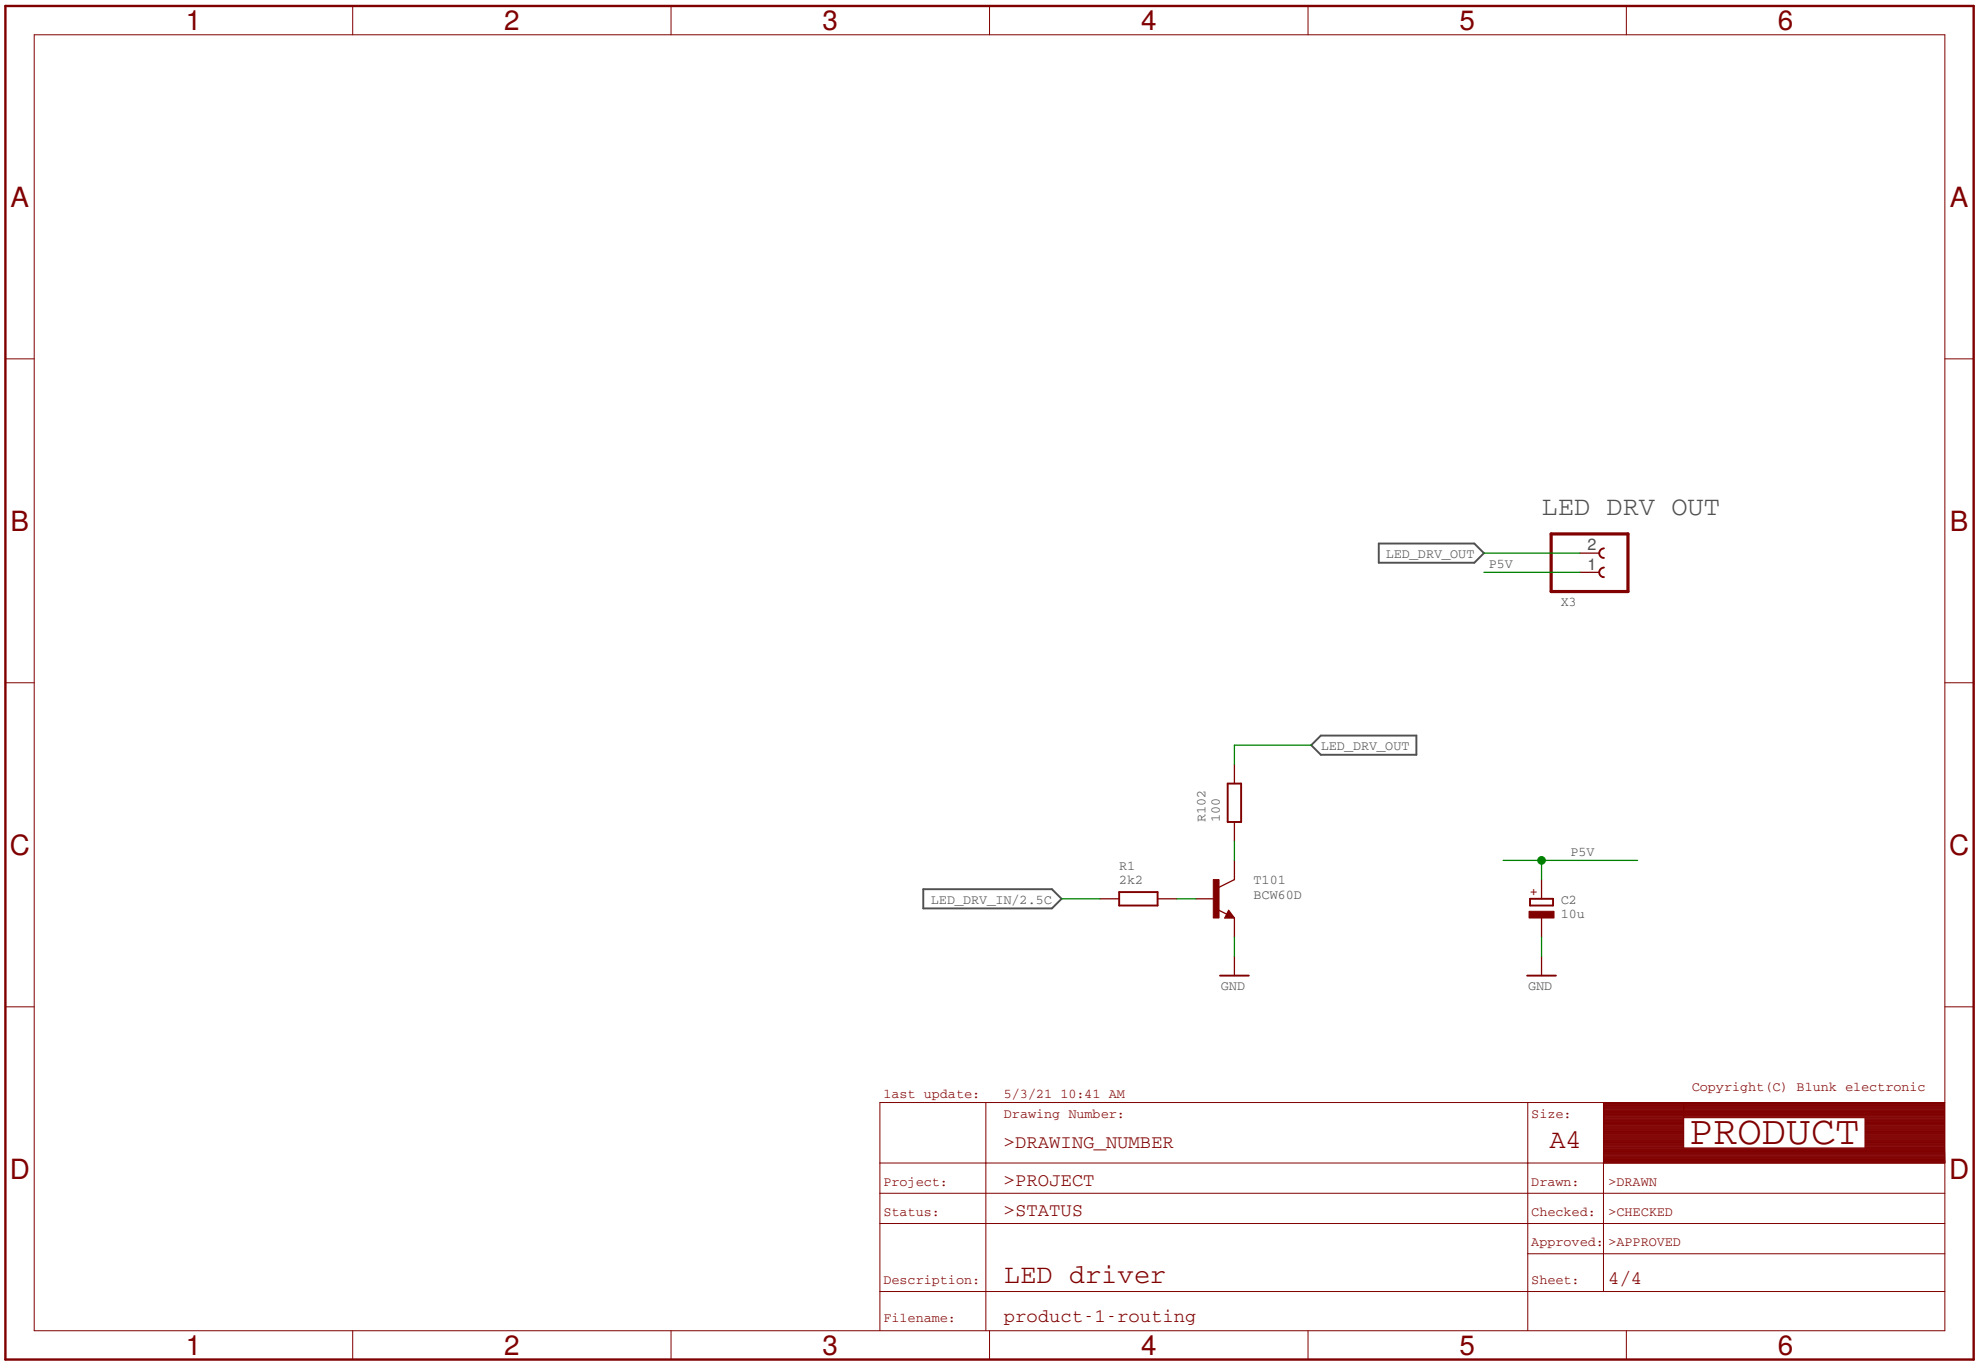 1 2 3 4 5 6
A A
LED DRV OUT
B B
LED_DRV_OUT 2
P5V 1
X3
LED_DRV_OUT
R102
100
C C
P5V
R1
2k2
T101
BCW60D
LED_DRV_IN/2.5C
+
C2
10u
GND GND
last update: 5/3/21 10:41 AM
Copyright(C) Blunk electronic
Drawing Number:
>DRAWING_NUMBER
Size:
A4
PRODUCT
D D
Project: >PROJECT
Drawn: >DRAWN
Status: >STATUS
Checked: >CHECKED
Approved: >APPROVED
Description: LED driver
Sheet: 4/4
Filename: product-1-routing
1 2 3 4 5 6